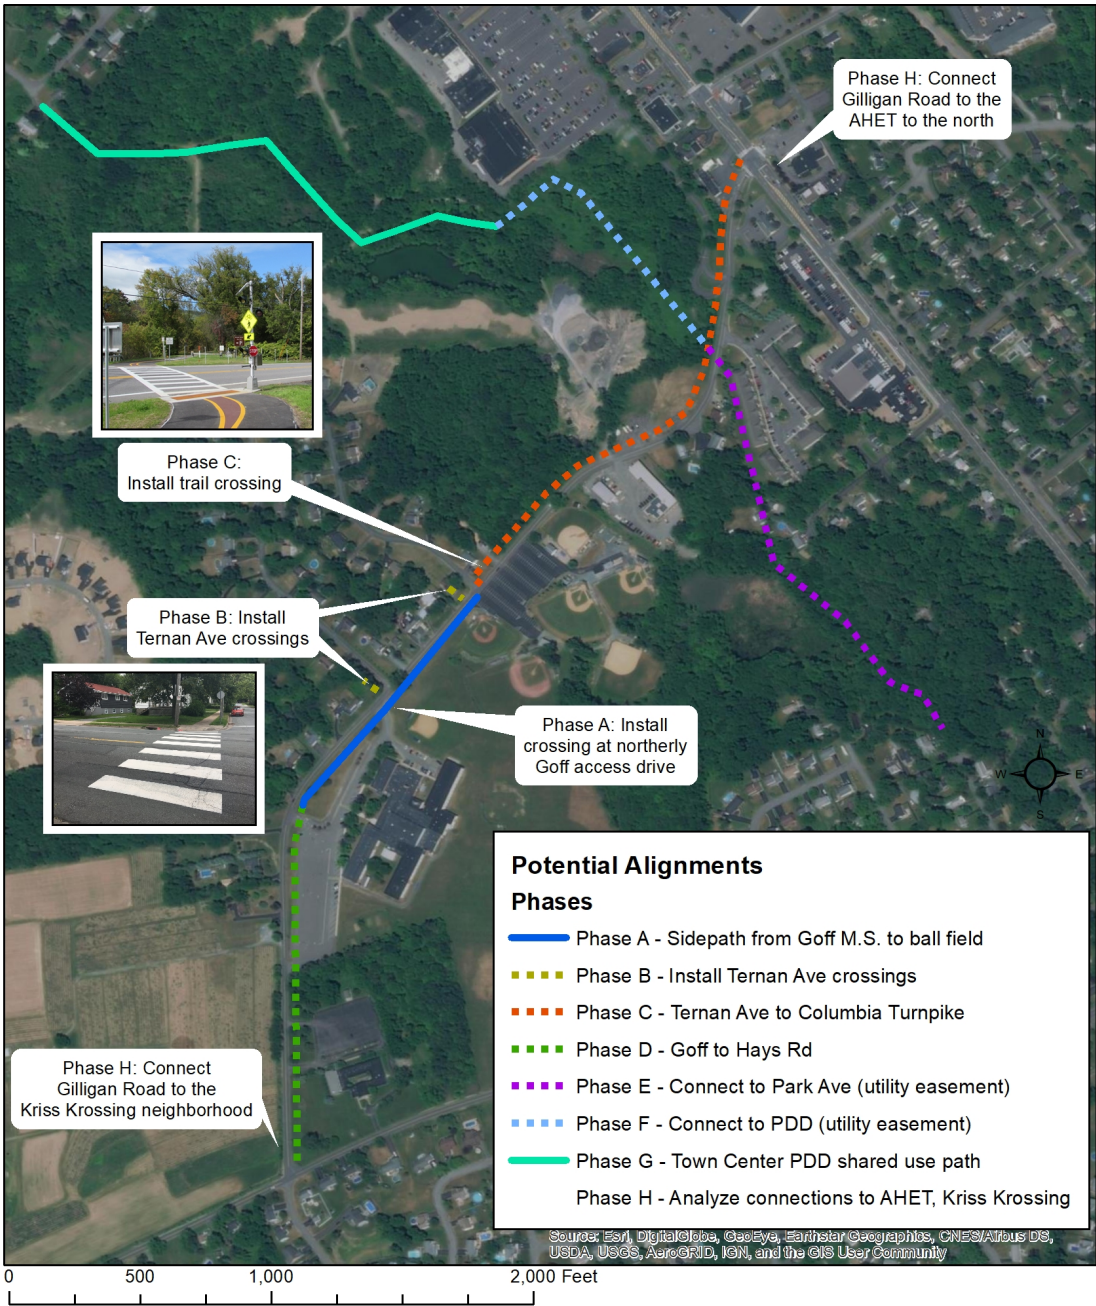 Phase H: Connect
Gilligan Road to the
AHET to the north
Phase C:
Install trail crossing
Phase B: Install
Ternan Ave crossings
Phase A: Install
crossing at northerly
Goff access drive
N
W E
S
Phase H: Connect
Gilligan Road to the
Kriss Krossing neighborhood
Potential Alignments
Phases
Phase A - Sidepath from Goff M.S. to ball field
Phase B - Install Ternan Ave crossings
Phase C - Ternan Ave to Columbia Turnpike
Phase D - Goff to Hays Rd
Phase E - Connect to Park Ave (utility easement)
Phase F - Connect to PDD (utility easement)
Phase G - Town Center PDD shared use path
Phase H - Analyze connections to AHET, Kriss Krossing
Source: Esri, DigitalGlobe, GeoEye, Earthstar Geographics, CNES/Airbus DS,
USDA, USGS, AeroGRID, IGN, and the GIS User Community
0 500 1,000 2,000 Feet